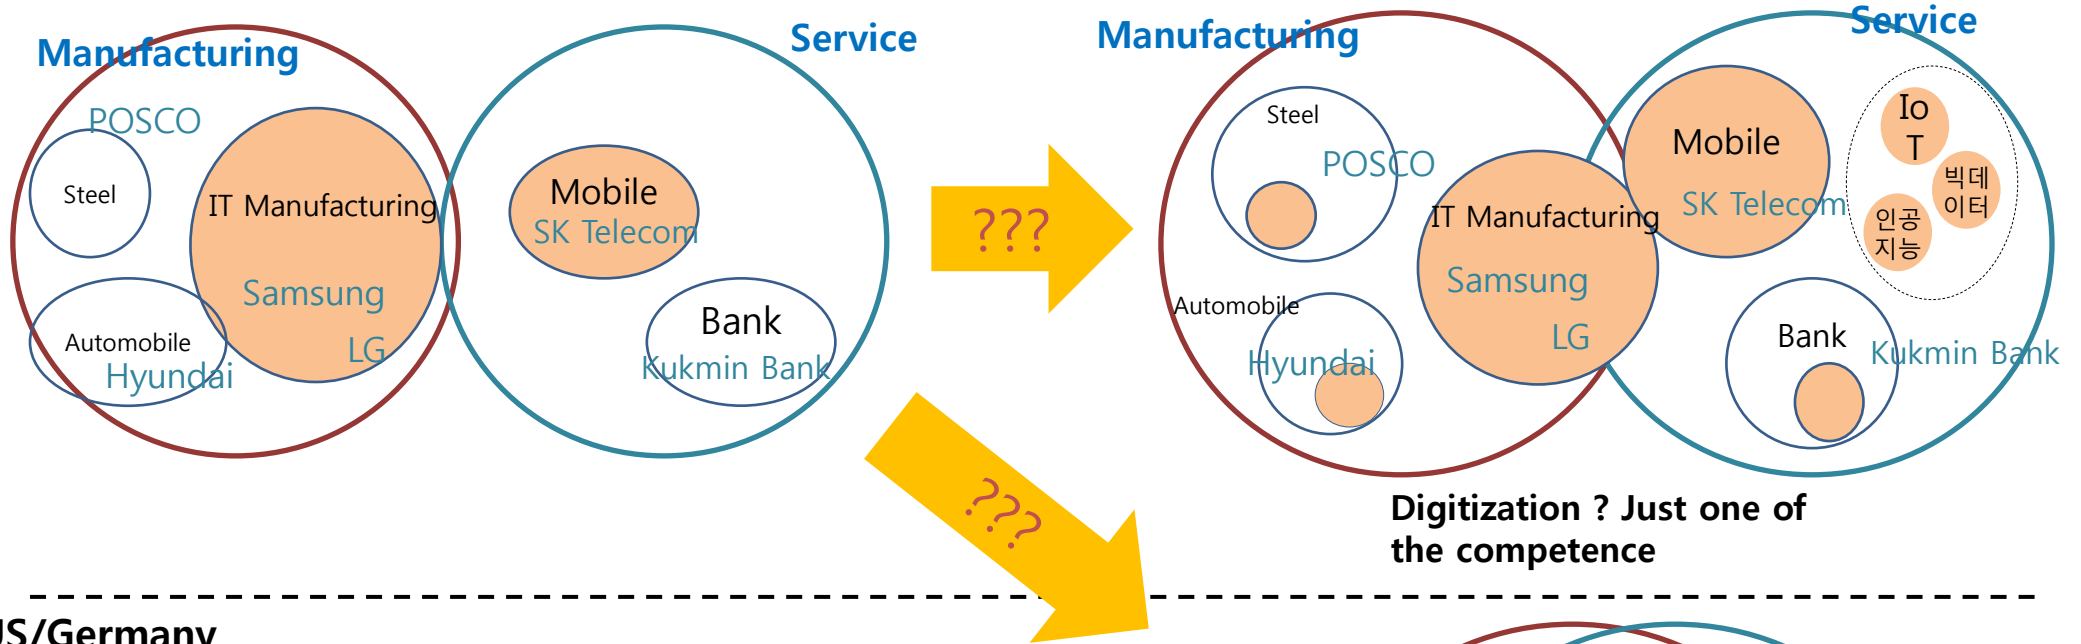 Manufacturing
Service
POSCO
Steel
IT Manufacturing
Samsung
LG
Automobile
Hyundai
Mobile
SK Telecom
Bank
Kukmin Bank
???
???
Manufacturing
Service
Steel
POSCO
IT Manufacturing
Samsung
LG
Automobile
Hyundai
Mobile
SK Telecom
Io
T
빅데
이터
인공
지능
Bank
Kukmin Bank
Digitization ? Just one of
the competence
US/Germany